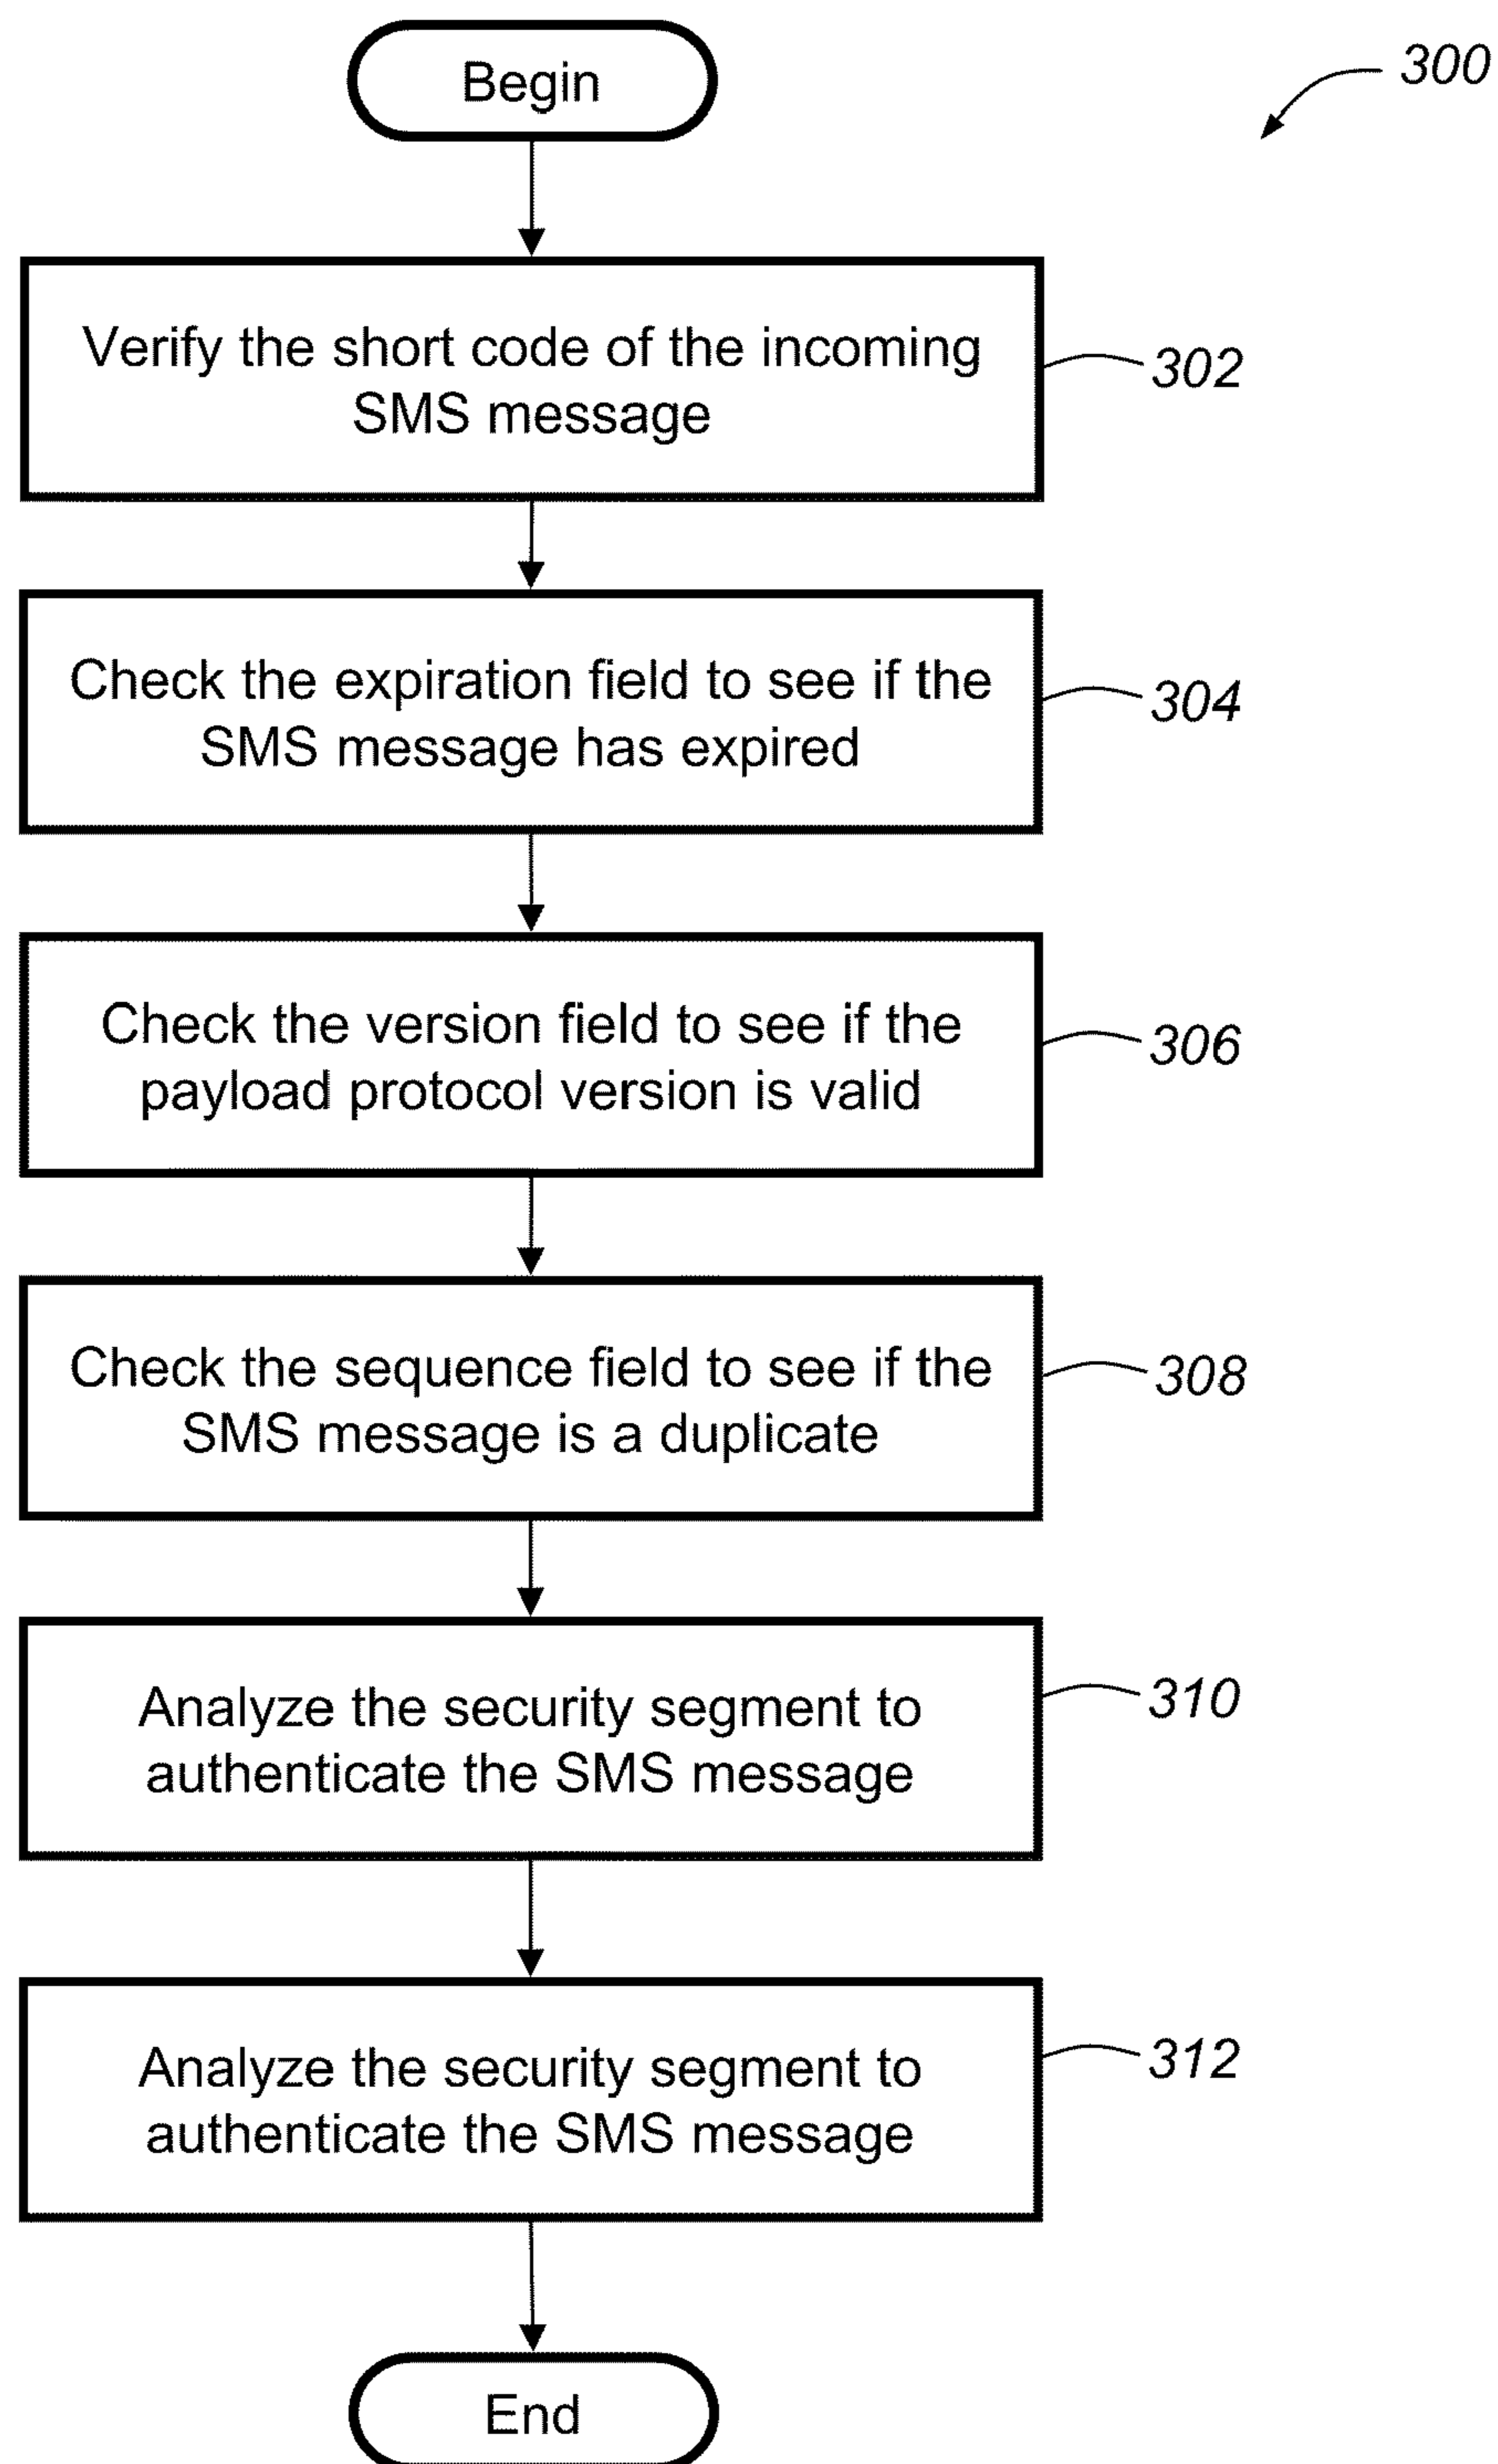 Begin
300
Verify the short code of the incoming
SMS message
302
Check the expiration field to see if the
SMS message has expired
304
Check the version field to see if the
payload protocol version is valid
306
Check the sequence field to see if the
SMS message is a duplicate
308
Analyze the security segment to
authenticate the SMS message
310
Analyze the security segment to
authenticate the SMS message
312
End